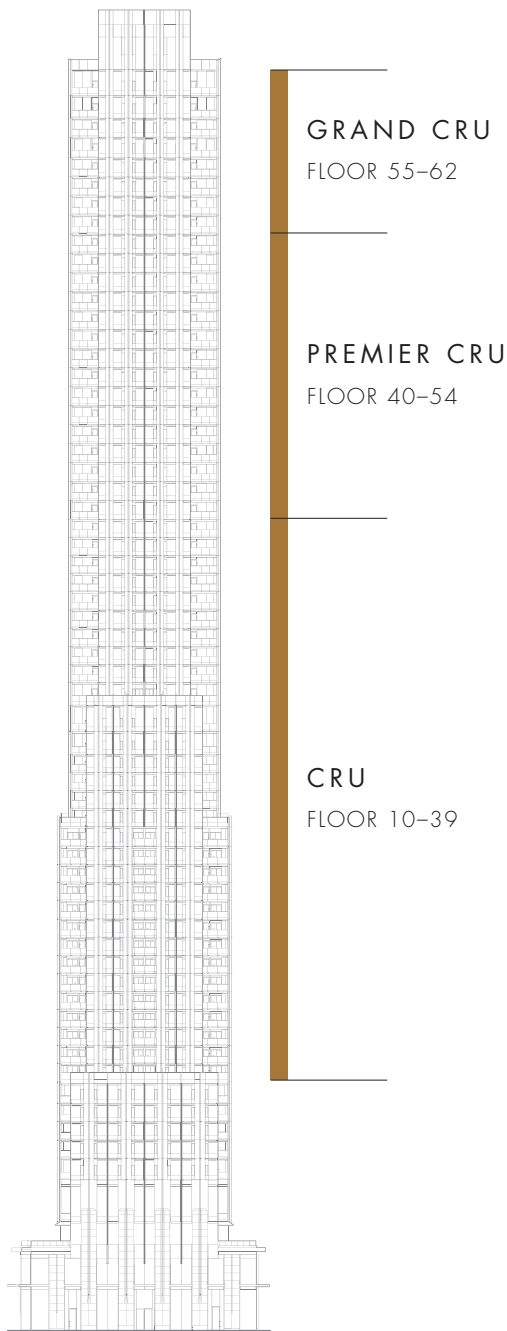 GRAND CRU
FLOOR 55–62
PREMIER CRU
FLOOR 40–54
CRU
FLOOR 10–39